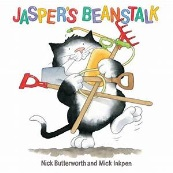 JASPER'S BEANSTALK
Nick Butterworth and Mick Inkpen